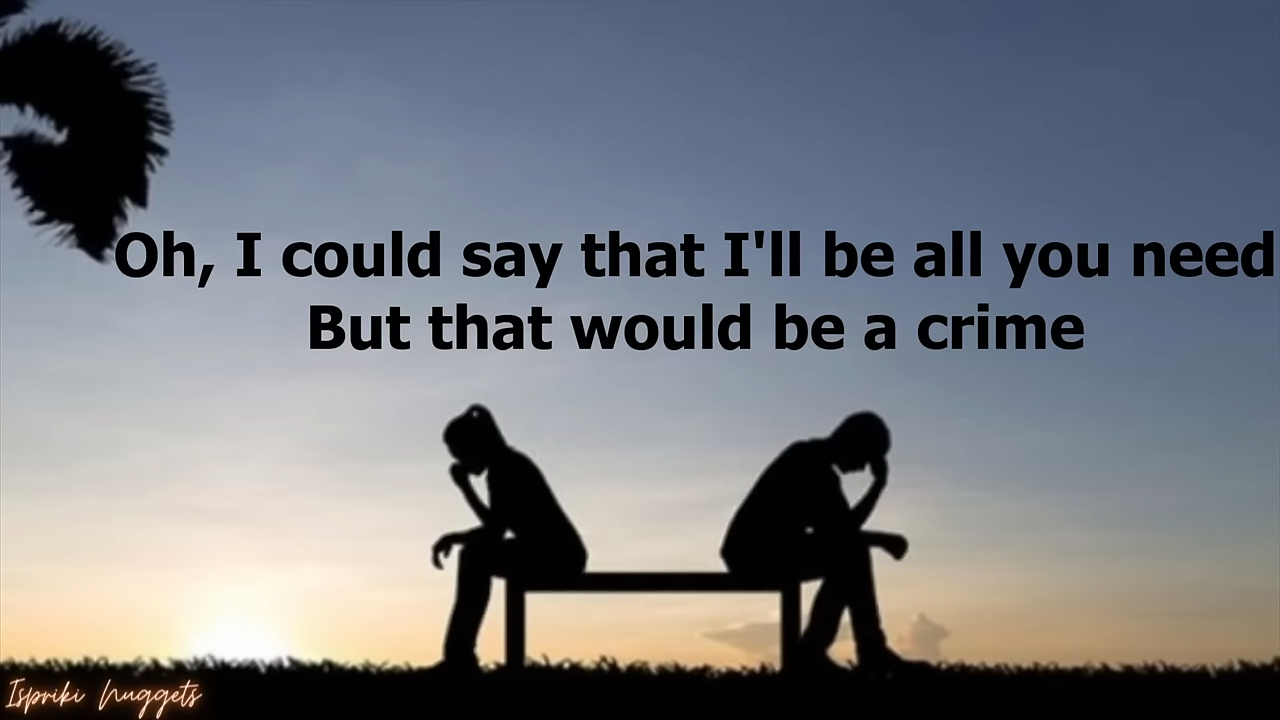 Oh, I could say that I'll be all you need
But that would be a crime
Ispriki Nuggets